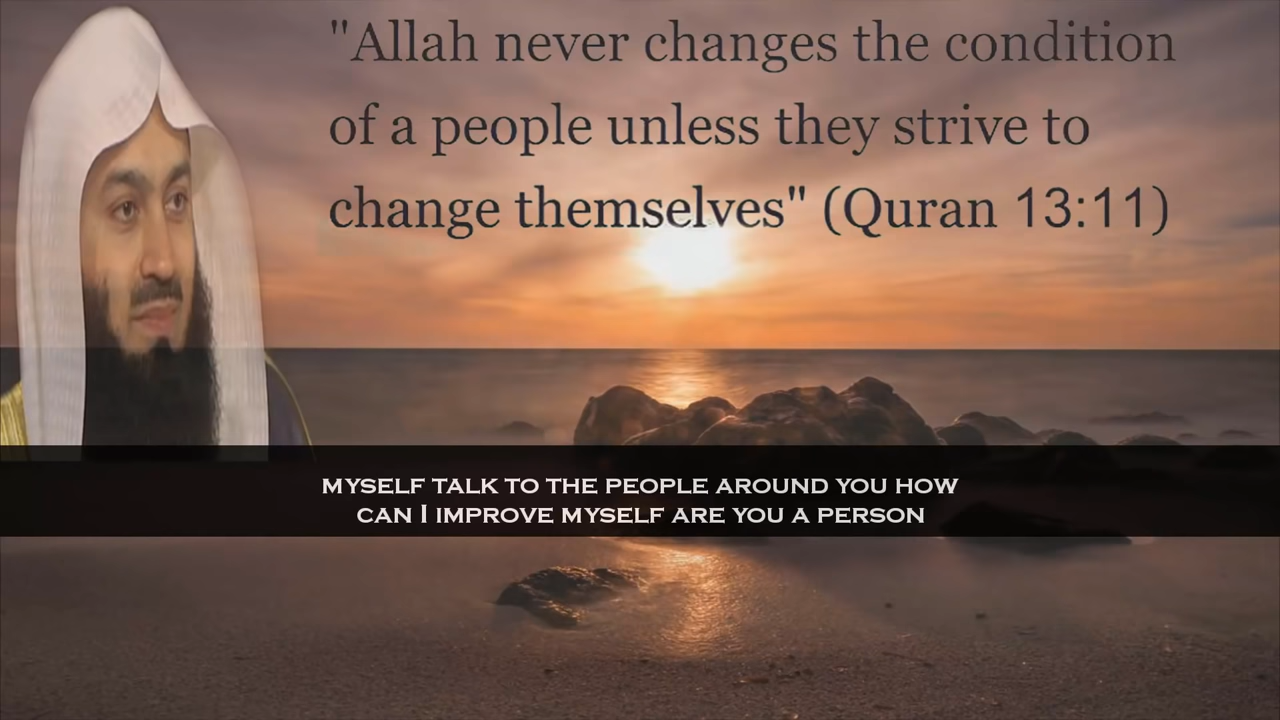 "Allah never changes the condition
of a people unless they strive to
change themselves" (Quran 13:11)
MYSELF TALK TO THE PEOPLE AROUND YOU HOW
CAN I IMPROVE MYSELF ARE YOU A PERSON